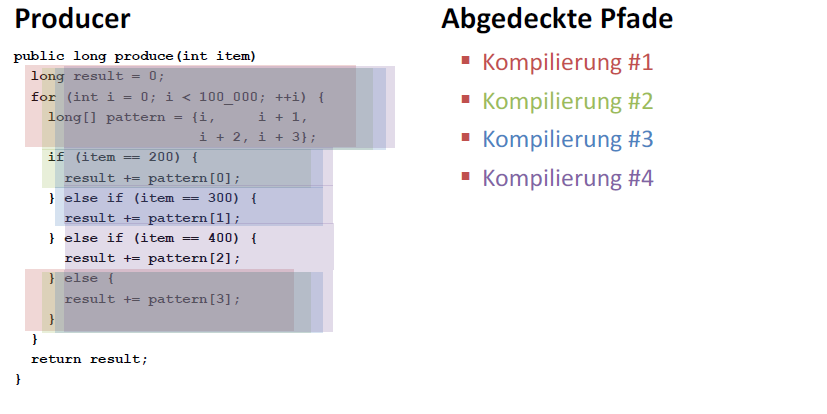 Producer
public long produce(int item)
long result = 0;
for (int i = 0; i < 100_000; ++i) {
long[] pattern = {i, i + 1,
i + 2, i + 3};
if (item == 200) {
result += pattern[0];
} else if (item == 300) {
result += pattern[1];
} else if (item == 400) {
result += pattern[2];
} else {
result += pattern[3];
}
}
return result;
}
Abgedeckte Pfade
Kompilierung #1
Kompilierung #2
Kompilierung #3
Kompilierung #4